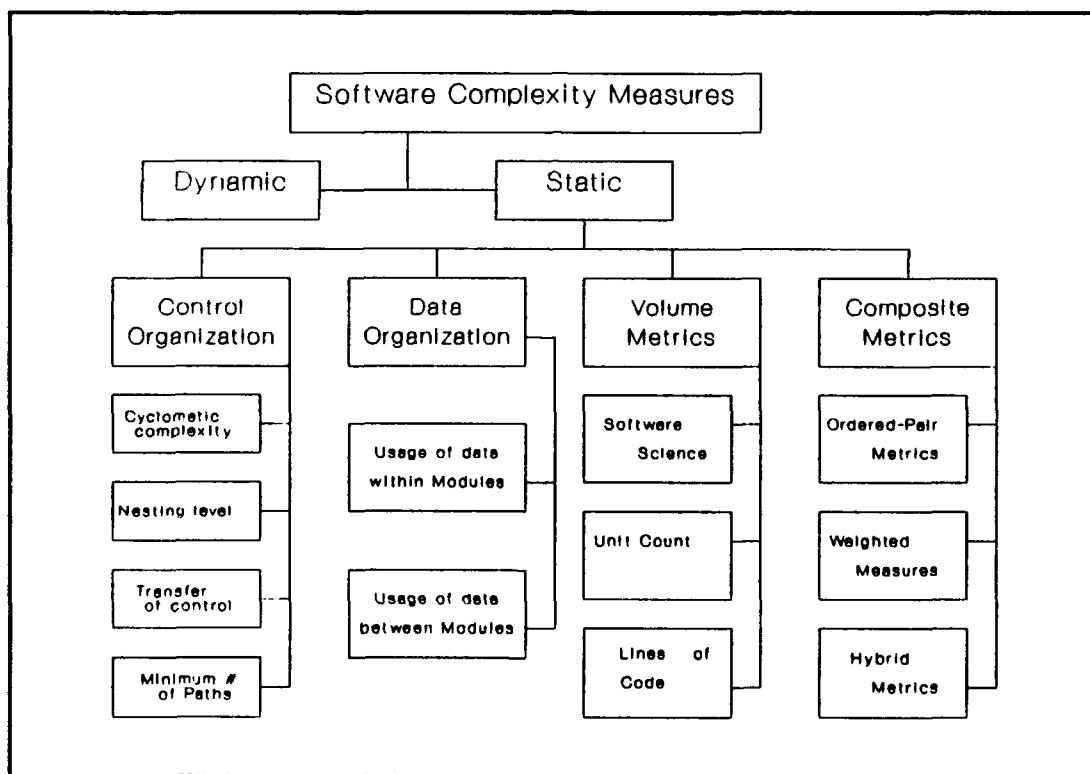 Software Complexity Measures
Dynamic
Static
Control
Organization
Data
Organization
Volume
Metrics
Composite
Metrics
Cyclometic
complexity
Nesting level
Transfer
of control
Minimum #
of Paths
Usage of data
within Modules
Usage of data
between Modules
Software
Science
Unit Count
Lines of
Code
Ordered-Pair
Metrics
Weighted
Measures
Hybrid
Metrics